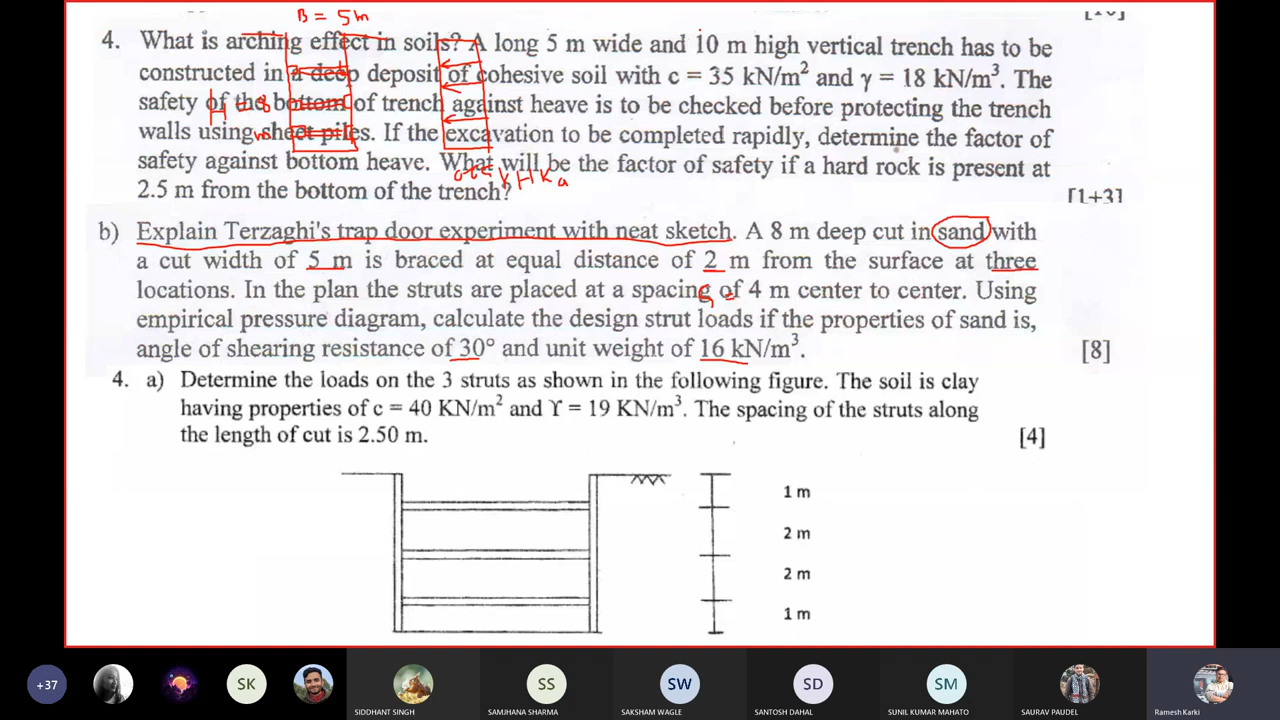 B = 5m
4. What is arching effect in soils? A long 5 m wide and 10 m high vertical trench has to be
constructed in a deep deposit of cohesive soil with c = 35 kN/m² and γ = 18 kN/m³. The
safety of the bottom of trench against heave is to be checked before protecting the trench
H
walls using sheet piles. If the excavation to be completed rapidly, determine the factor of
safety against bottom heave. What will be the factor of safety if a hard rock is present at
γ H Ka
2.5 m from the bottom of the trench? [1+3]
b) Explain Terzaghi's trap door experiment with neat sketch. A 8 m deep cut in sand with
a cut width of 5 m is braced at equal distance of 2 m from the surface at three
locations. In the plan the struts are placed at a spacing of 4 m center to center. Using
empirical pressure diagram, calculate the design strut loads if the properties of sand is,
angle of shearing resistance of 30° and unit weight of 16 kN/m³. [8]
4. a) Determine the loads on the 3 struts as shown in the following figure. The soil is clay
having properties of c = 40 KN/m² and ϒ = 19 KN/m³. The spacing of the struts along
the length of cut is 2.50 m. [4]
1 m
2 m
2 m
1 m
+37
SK
SS
SW
SD
SM
SIDDHANT SINGH
SAMJHANA SHARMA
SAKSHAM WAGLE
SANTOSH DAHAL
SUNIL KUMAR MAHATO
SAURAV PAUDEL
Ramesh Karki